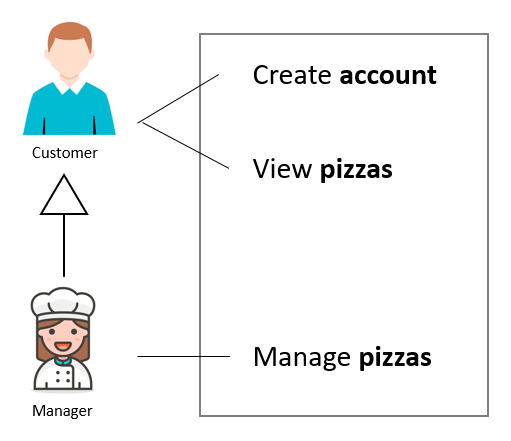 Create account
Customer
View pizzas
Manage pizzas
Manager